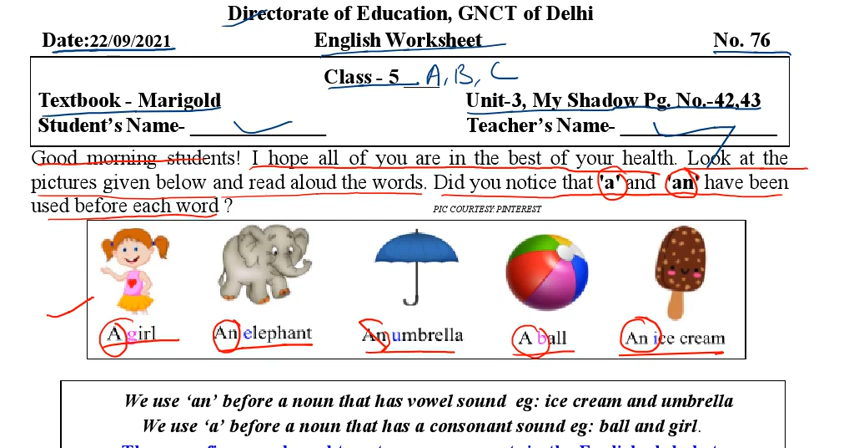 Directorate of Education, GNCT of Delhi
Date:22/09/2021 English Worksheet No. 76
Class - 5 A, B, C
Textbook - Marigold Unit-3, My Shadow Pg. No.-42,43
Student's Name- Teacher's Name-
Good morning students! I hope all of you are in the best of your health. Look at the
pictures given below and read aloud the words. Did you notice that 'a' and 'an' have been
used before each word ?
PIC COURTESY PINTEREST
A girl An elephant An umbrella A ball An ice cream
We use ‘an’ before a noun that has vowel sound eg: ice cream and umbrella
We use ‘a’ before a noun that has a consonant sound eg: ball and girl.